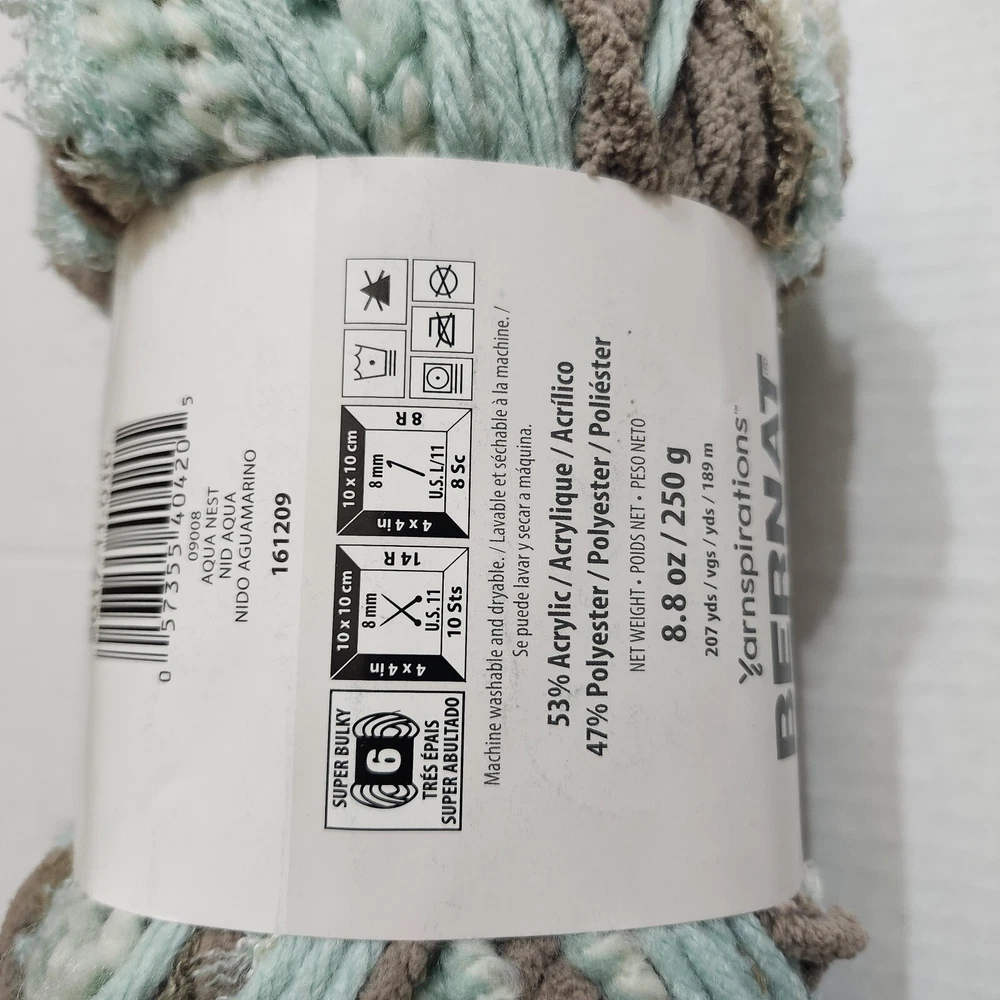 0 57355 40420 5
09008
AQUA NEST
NID AQUA
NIDO AGUAMARINO
161209
SUPER BULKY
6
TRÉS ÉPAIS
SUPER ABULTADO
10 x 10 cm
4 x 4 in
8 mm
U.S. 11
14 R
10 Sts
10 x 10 cm
4 x 4 in
8 mm
U.S. L/11
8 R
8 Sc
Machine washable and dryable. / Lavable et séchable à la machine. /
Se puede lavar y secar a máquina.
53% Acrylic / Acrylique / Acrílico
47% Polyester / Polyester / Poliéster
NET WEIGHT • POIDS NET • PESO NETO
8.8 oz / 250 g
207 yds / vgs / yds / 189 m
Yarnspirations™
BERNAT